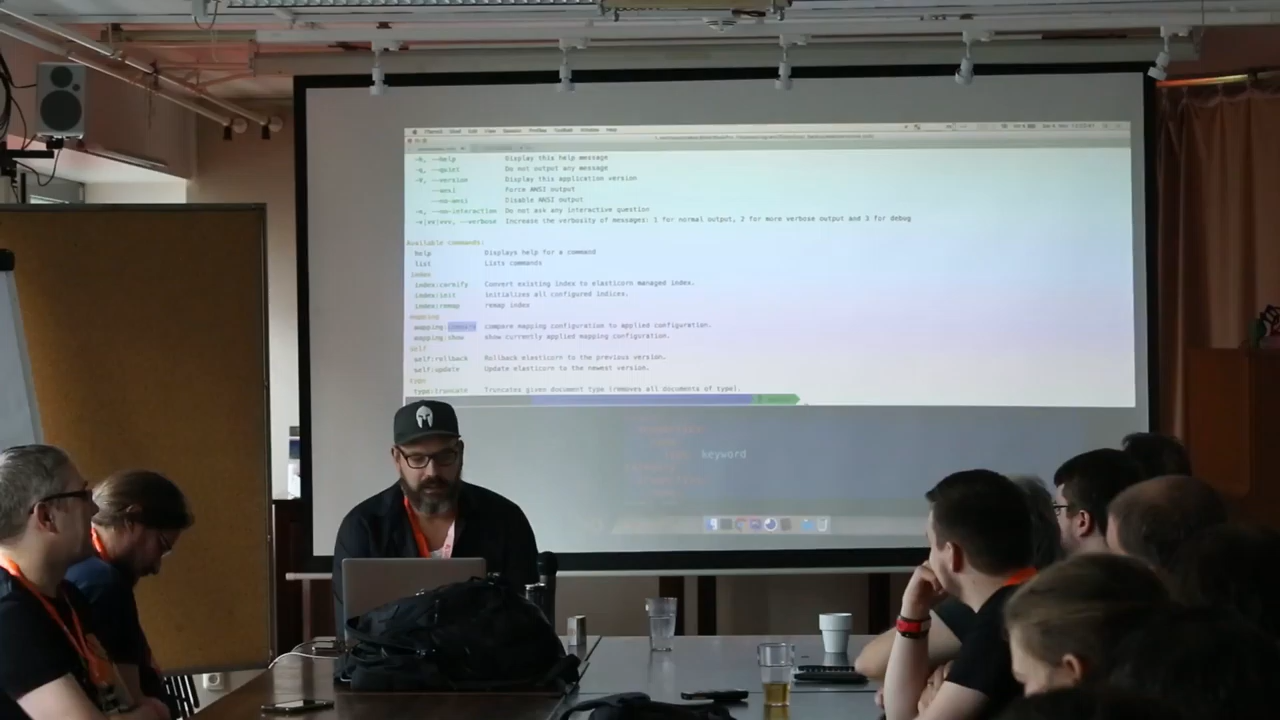 -h, --help Display this help message
-q, --quiet Do not output any message
-V, --version Display this application version
--ansi Force ANSI output
--no-ansi Disable ANSI output
-n, --no-interaction Do not ask any interactive question
-v|vv|vvv, --verbose Increase the verbosity of messages: 1 for normal output, 2 for more verbose output and 3 for debug
Available commands:
help Displays help for a command
list Lists commands
index
index:cornify Convert existing index to elasticorn managed index.
index:init initializes all configured indices.
index:remap remap index
mapping
mapping:compare compare mapping configuration to applied configuration.
mapping:show show currently applied mapping configuration.
self
self:rollback Rollback elasticorn to the previous version.
self:update Update elasticorn to the newest version.
type
type:truncate Truncates given document type (removes all documents of type).
keyword